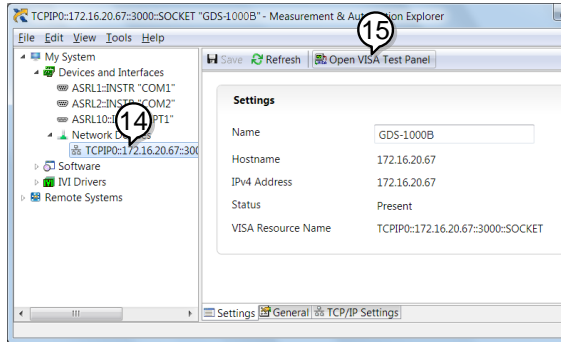 TCPIP0::172.16.20.67::3000::SOCKET "GDS-1000B" - Measurement & Automation Explorer
15
File Edit View Tools Help
My System
Save Refresh Open VISA Test Panel
Devices and Interfaces
ASRL1::INSTR "COM1"
Settings
ASRL2::INSTR "COM2"
ASRL10::I PT1"
14
Name GDS-1000B
Network De es
TCPIP0::172.16.20.67::300
Hostname 172.16.20.67
Software
IVI Drivers
IPv4 Address 172.16.20.67
Remote Systems
Status Present
VISA Resource Name TCPIP0::172.16.20.67::3000::SOCKET
Settings General TCP/IP Settings